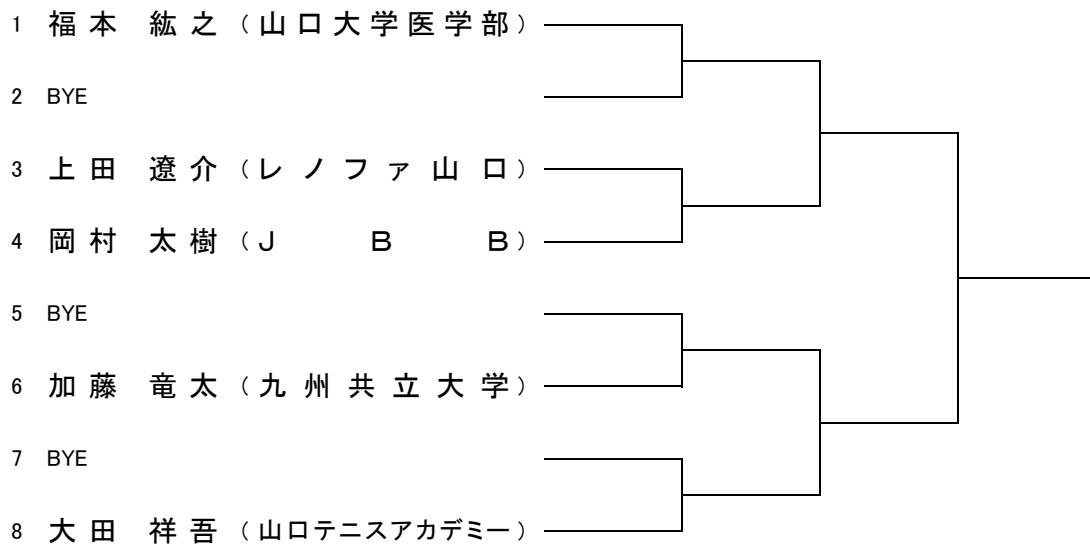 1 福本 紘之 (山口大学医学部)
2 BYE
3 上田 遼介 (レノファ山口)
4 岡村 太樹 (JBB)
5 BYE
6 加藤 竜太 (九州共立大学)
7 BYE
8 大田 祥吾 (山口テニスアカデミー)